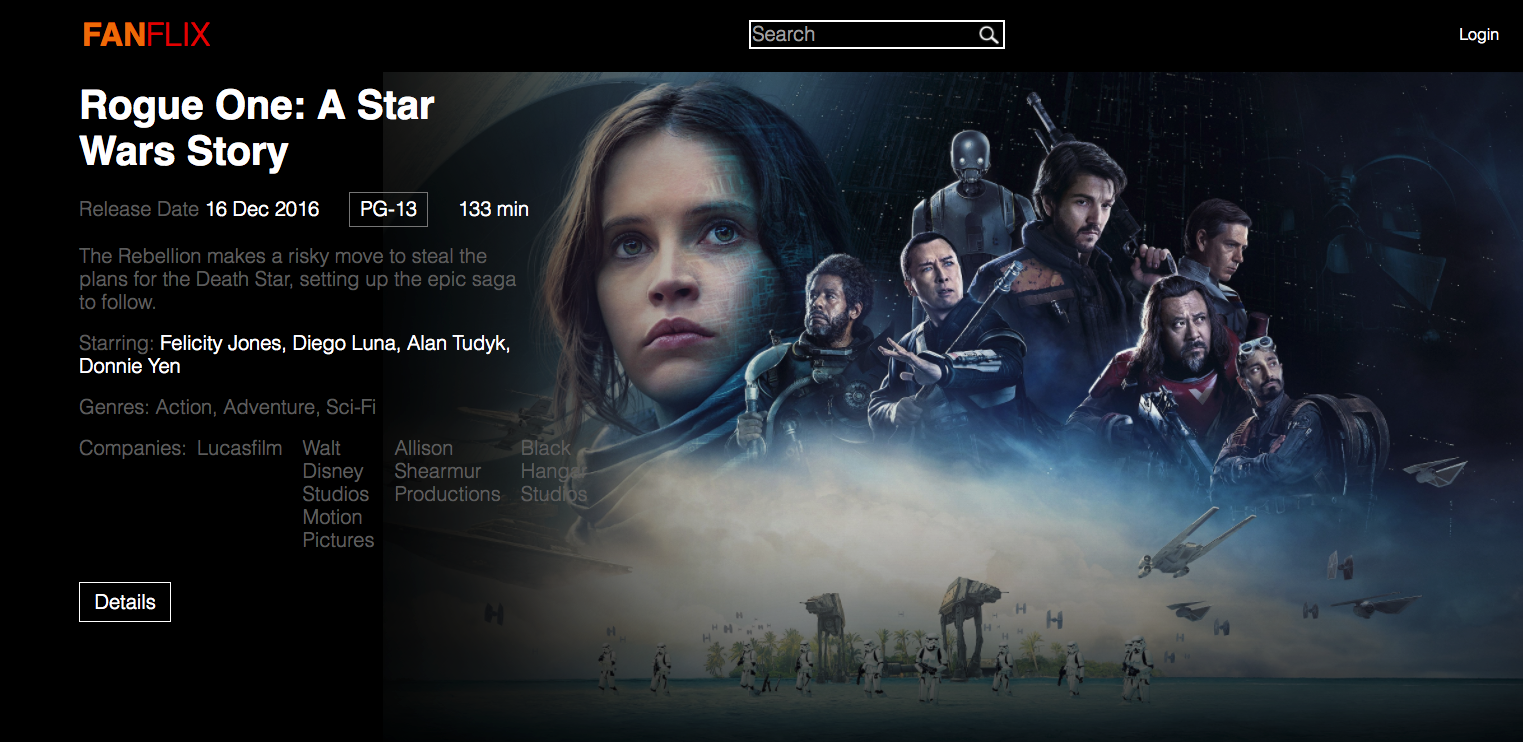 FANFLIX
Search
Login
Rogue One: A Star
Wars Story
Release Date 16 Dec 2016 PG-13 133 min
The Rebellion makes a risky move to steal the
plans for the Death Star, setting up the epic saga
to follow.
Starring: Felicity Jones, Diego Luna, Alan Tudyk,
Donnie Yen
Genres: Action, Adventure, Sci-Fi
Companies: Lucasfilm Walt Allison Black
Disney Shearmur Hangar
Studios Productions Studios
Motion
Pictures
Details